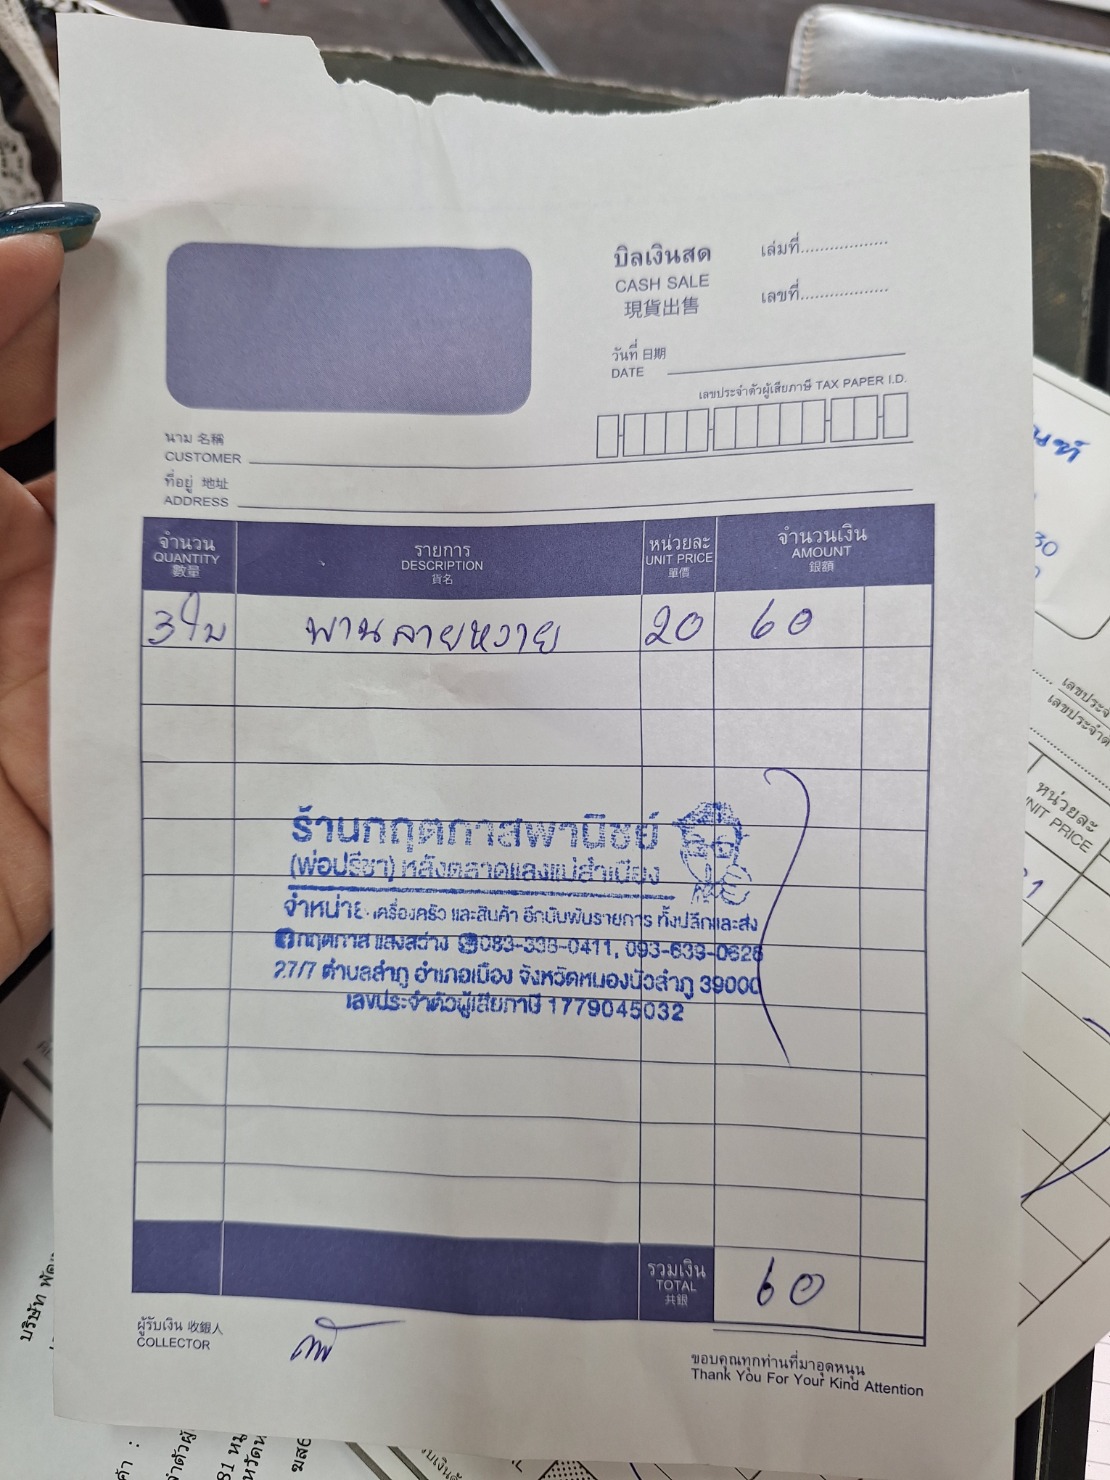 บิลเงินสด
CASH SALE
現貨出售
เล่มที่..................
เลขที่..................
วันที่ 日期
DATE
เลขประจำตัวผู้เสียภาษี TAX PAPER I.D.
นาม 名稱
CUSTOMER
ที่อยู่ 地址
ADDRESS
จำนวน รายการ หน่วยละ จำนวนเงิน
QUANTITY DESCRIPTION UNIT PRICE AMOUNT
數量 貨名 單價 銀額
3ใบ พานลายหวาย 20 60
ร้านกฤตภาสพานิชย์
(พ่อปรีชา) หลังตลาดแลงแม่สำเนียง
จำหน่าย เครื่องครัว และสินค้า อีกนับพันรายการ ทั้งปลีกและส่ง
กฤตภาส แสงสว่าง 083-338-0411, 093-639-0628
27/7 ตำบลลำภู อำเภอเมือง จังหวัดหนองบัวลำภู 39000
เลขประจำตัวผู้เสียภาษี 1779045032
รวมเงิน
TOTAL
共銀
60
ผู้รับเงิน 收銀人
COLLECTOR
ขอบคุณทุกท่านที่มาอุดหนุน
Thank You For Your Kind Attention
หน่วยละ
UNIT PRICE